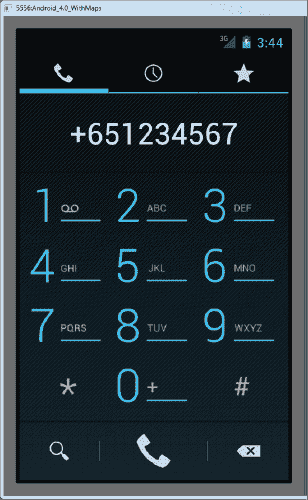 5556:Android_4.0_WithMaps
3G 3:44
+651234567
1 2 ABC 3 DEF
4 GHI 5 JKL 6 MNO
7 PQRS 8 TUV 9 WXYZ
* 0 + #